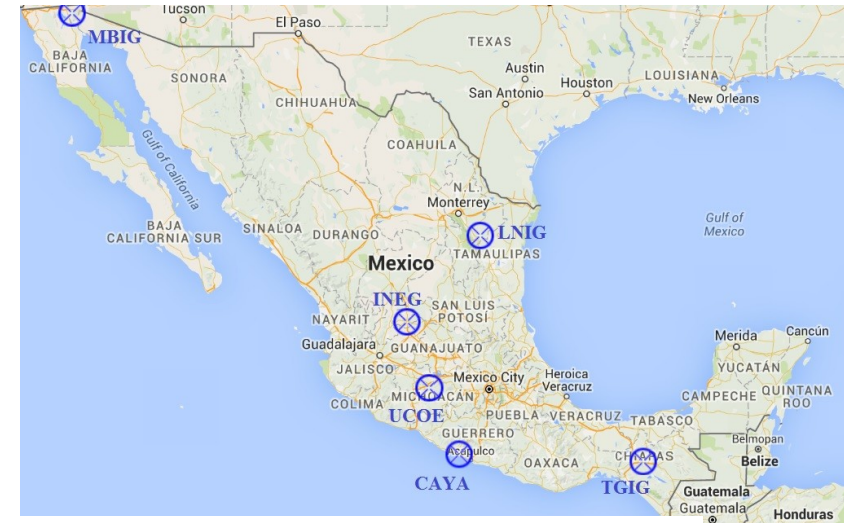 Tucson
El Paso
MBIG
TEXAS
BAJA
CALIFORNIA
SONORA
Austin
Houston
LOUISIANA
San Antonio
New Orleans
CHIHUAHUA
Gulf of California
COAHUILA
N.L.
Monterrey
BAJA
CALIFORNIA SUR
SINALOA
DURANGO
LNIG
Gulf of
Mexico
TAMAULIPAS
Mexico
INEG
SAN LUIS
POTOSÍ
NAYARIT
Guadalajara
GUANAJUATO
Merida
Cancún
JALISCO
Mexico City
Heroica
Veracruz
YUCATÁN
COLIMA
MICHOACÁN
CAMPECHE
QUINTANA
ROO
UCOE
PUEBLA
VERACRUZ
TABASCO
GUERRERO
Belmopan
Acapulco
OAXACA
CHIAPAS
Belize
CAYA
TGIG
Guatemala
Guatemala
Honduras